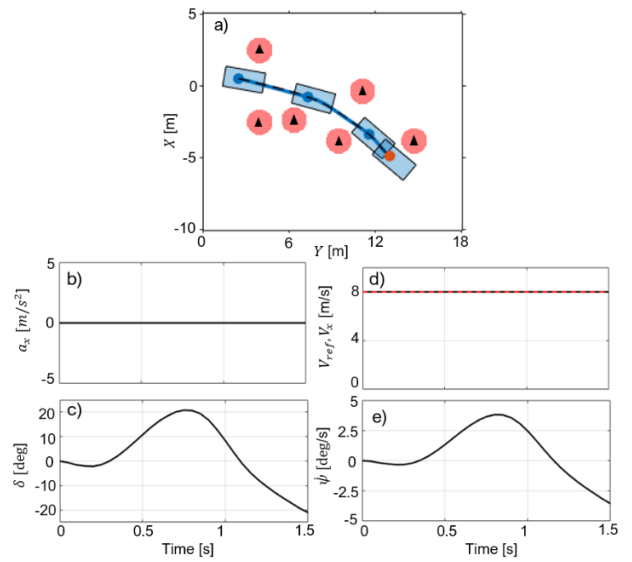 a)
5
0
-5
-10
X [m]
0 6 12 18
Y [m]
b)
5
0
-5
a_x [m/s²]
d)
8
4
0
V_ref, V_x [m/s]
c)
20
10
0
-10
-20
δ [deg]
0 0.5 1 1.5
Time [s]
e)
5
2.5
0
-2.5
-5
ψ̇ [deg/s]
0 0.5 1 1.5
Time [s]